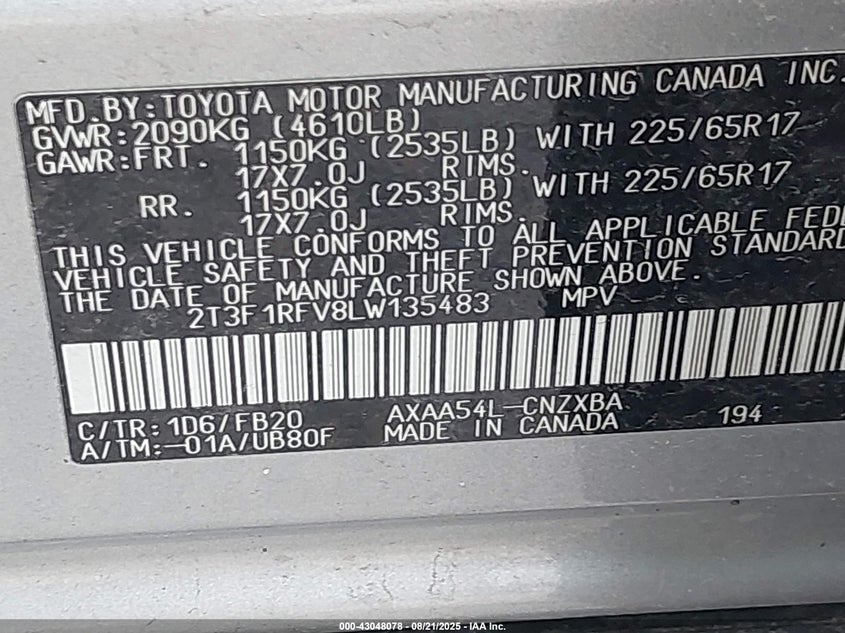 MFD.BY:TOYOTA MOTOR MANUFACTURING CANADA INC.
GVWR:2090KG (4610LB)
GAWR:FRT. 1150KG (2535LB) WITH 225/65R17
17X7.0J RIMS.
RR. 1150KG (2535LB) WITH 225/65R17
17X7.0J RIMS.
THIS VEHICLE CONFORMS TO ALL APPLICABLE
VEHICLE SAFETY AND THEFT PREVENTION STANDARD
THE DATE OF MANUFACTURE SHOWN ABOVE.
2T3F1RFV8LW135483 MPV
C/TR:1D6/FB20 AXAA54L-CNZXBA 194
A/TM:-01A/UB80F MADE IN CANADA
000-43048078 - 08/21/2025 - IAA Inc.